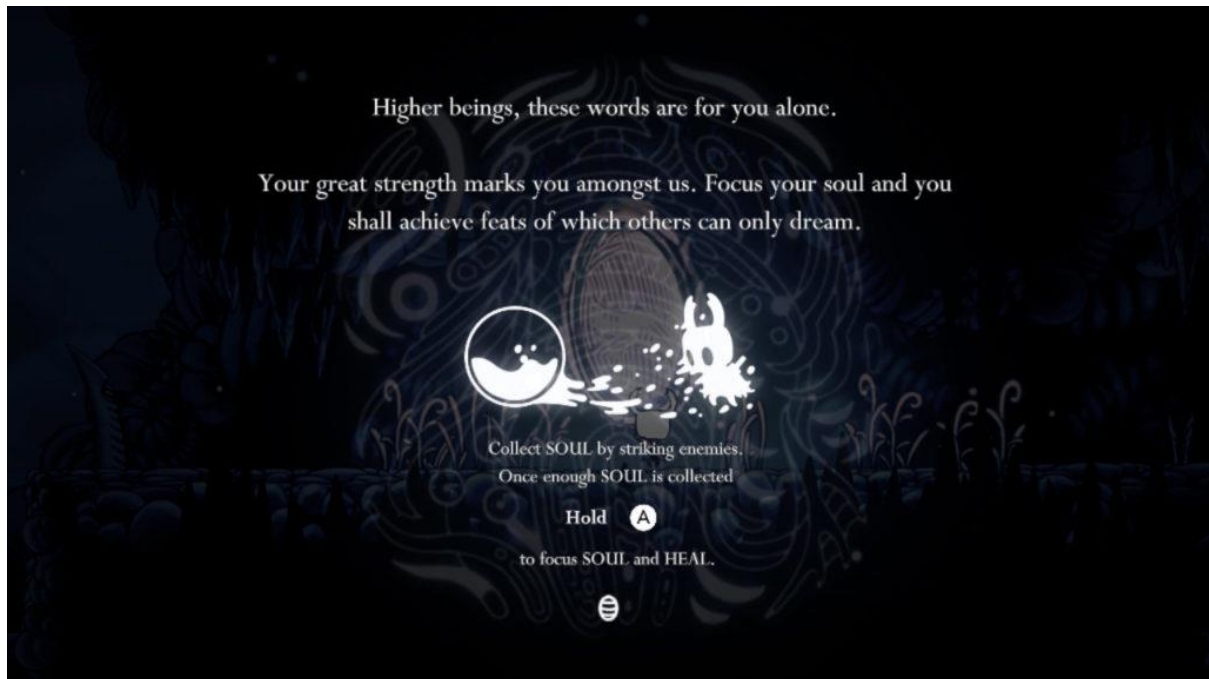 Higher beings, these words are for you alone.
Your great strength marks you amongst us. Focus your soul and you
shall achieve feats of which others can only dream.
Collect SOUL by striking enemies.
Once enough SOUL is collected
Hold A
to focus SOUL and HEAL.